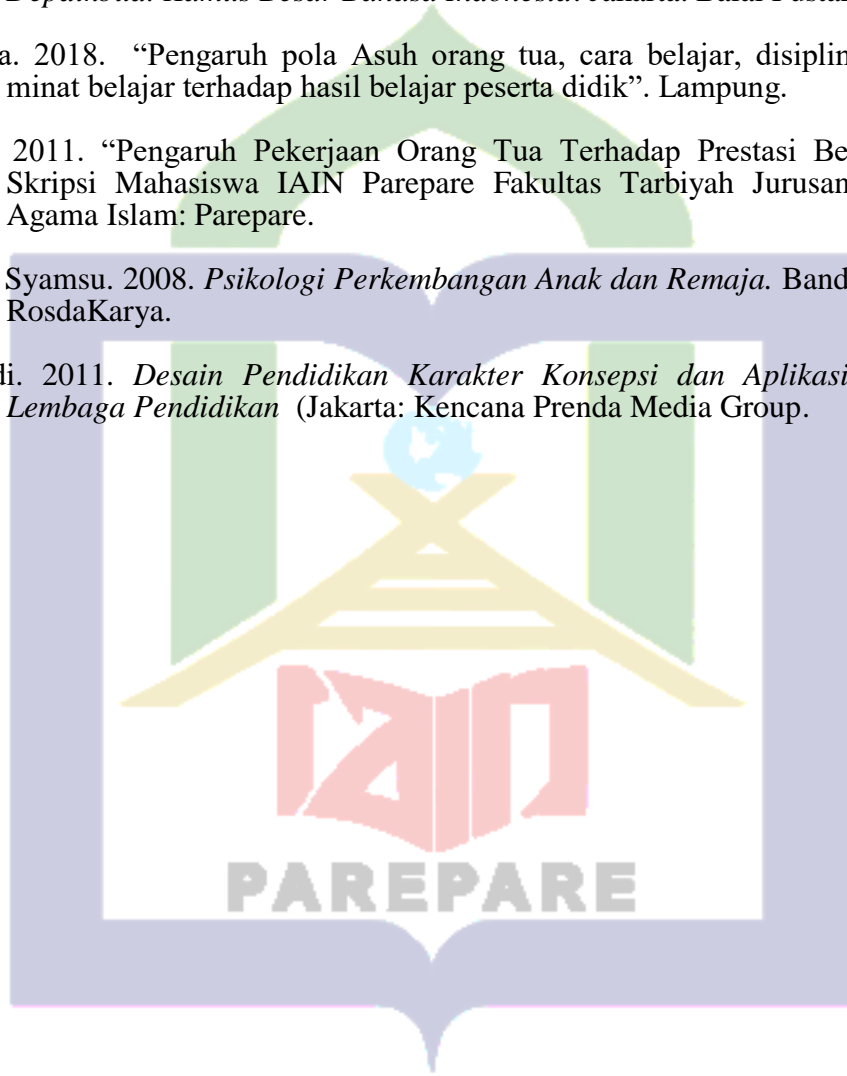 Depdikbud. Kamus Besar Bahasa Indonesia. Jakarta: Balai
a. 2018. “Pengaruh pola Asuh orang tua, cara belajar, disiplin
minat belajar terhadap hasil belajar peserta didik”. Lampung.
2011. “Pengaruh Pekerjaan Orang Tua Terhadap Prestasi Be
Skripsi Mahasiswa IAIN Parepare Fakultas Tarbiyah Jurusan
Agama Islam: Parepare.
Syamsu. 2008. Psikologi Perkembangan Anak dan Remaja. Band
RosdaKarya.
di. 2011. Desain Pendidikan Karakter Konsepsi dan Aplikasi
Lembaga Pendidikan (Jakarta: Kencana Prenda Media Group.
iain
PAREPARE